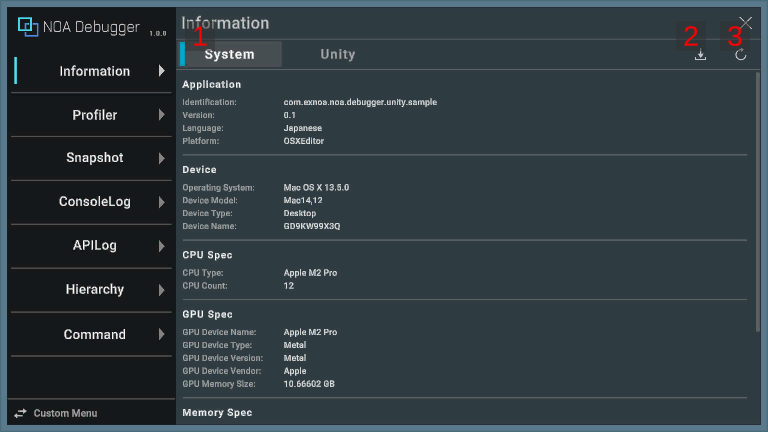 NOA Debugger 1.0.0
Information
Profiler
Snapshot
ConsoleLog
APILog
Hierarchy
Command
Custom Menu
Information
1 2 3
System Unity
Application
Identification: com.exnoa.noa.debugger.unity.sample
Version: 0.1
Language: Japanese
Platform: OSXEditor
Device
Operating System: Mac OS X 13.5.0
Device Model: Mac14,12
Device Type: Desktop
Device Name: GD9KW99X3Q
CPU Spec
CPU Type: Apple M2 Pro
CPU Count: 12
GPU Spec
GPU Device Name: Apple M2 Pro
GPU Device Type: Metal
GPU Device Version: Metal
GPU Device Vendor: Apple
GPU Memory Size: 10.66602 GB
Memory Spec